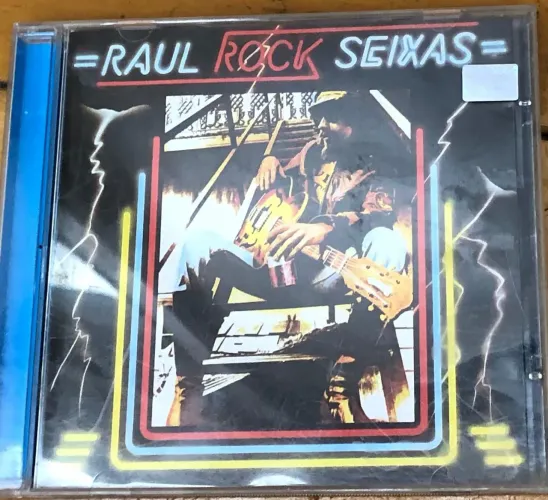 =RAUL ROCK SEIXAS=